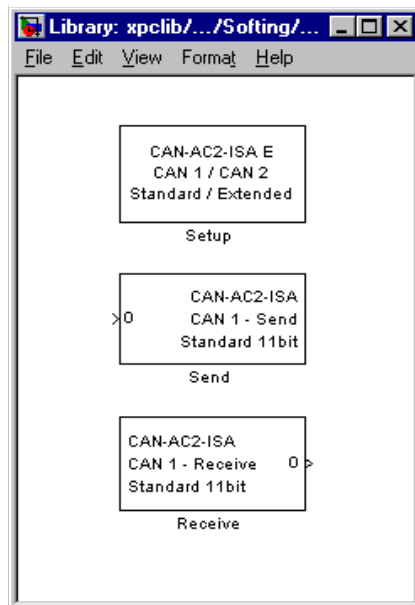 Library: xpclib/.../Softing/...
File Edit View Format Help
CAN-AC2-ISA E
CAN 1 / CAN 2
Standard / Extended
Setup
CAN-AC2-ISA
0 CAN 1 - Send
Standard 11bit
Send
CAN-AC2-ISA
CAN 1 - Receive 0
Standard 11bit
Receive